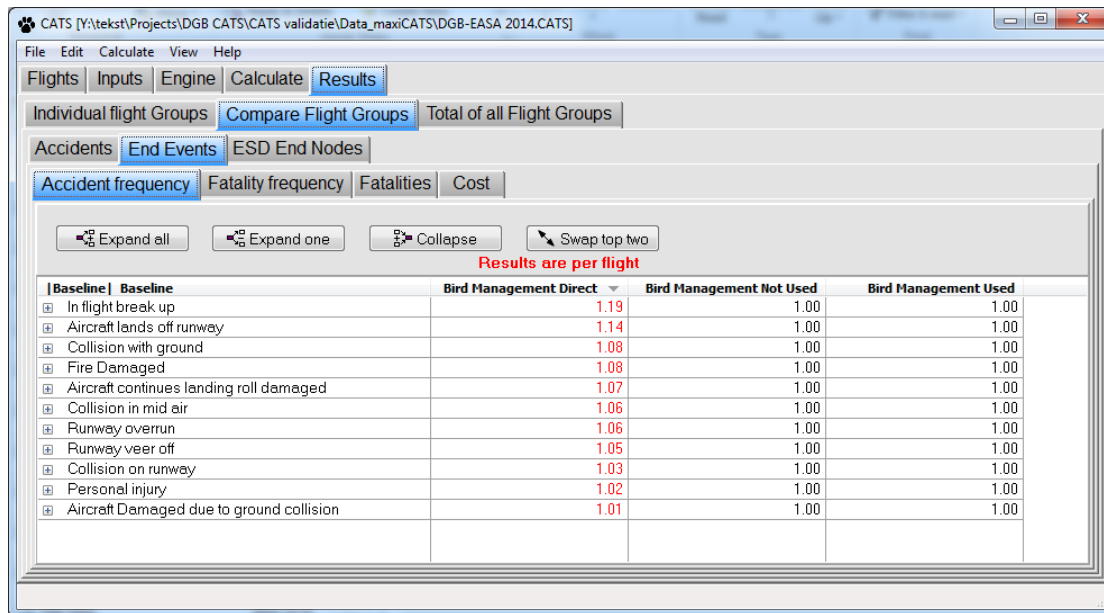 CATS [Y:\tekst\Projects\DGB CATS\CATS validatie\Data_maxiCATS\DGB-EASA 2014.CATS]
File Edit Calculate View Help
Flights Inputs Engine Calculate Results
Individual flight Groups Compare Flight Groups Total of all Flight Groups
Accidents End Events ESD End Nodes
Accident frequency Fatality frequency Fatalities Cost
Expand all Expand one Collapse Swap top two
Results are per flight
|Baseline| Baseline Bird Management Direct Bird Management Not Used Bird Management Used
In flight break up 1.19 1.00 1.00
Aircraft lands off runway 1.14 1.00 1.00
Collision with ground 1.08 1.00 1.00
Fire Damaged 1.08 1.00 1.00
Aircraft continues landing roll damaged 1.07 1.00 1.00
Collision in mid air 1.06 1.00 1.00
Runway overrun 1.06 1.00 1.00
Runway veer off 1.05 1.00 1.00
Collision on runway 1.03 1.00 1.00
Personal injury 1.02 1.00 1.00
Aircraft Damaged due to ground collision 1.01 1.00 1.00